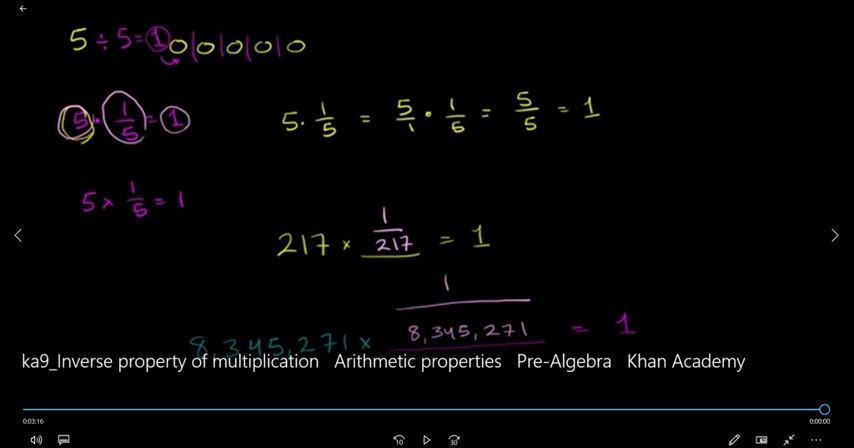 5 ÷ 5 = 1 0|0|0|0|0
5 · 1/5 = 1
5 · 1/5 = 5/1 · 1/5 = 5/5 = 1
5 × 1/5 = 1
217 × 1/217 = 1
8,345,271 × 1/8,345,271 = 1
ka9_Inverse property of multiplication Arithmetic properties Pre-Algebra Khan Academy
0:03:16 0:00:00
10 30